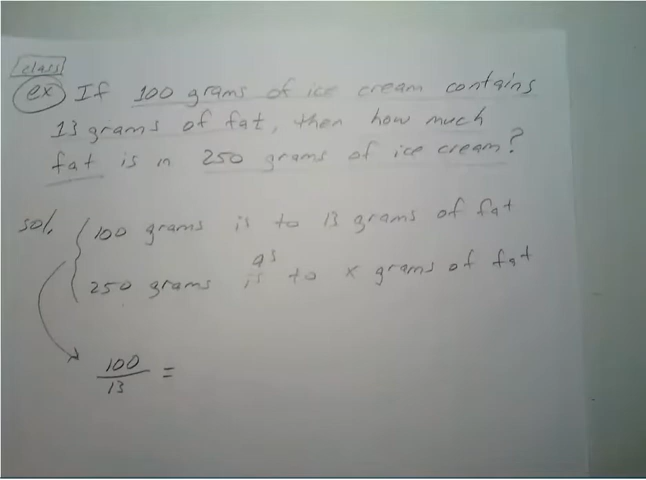 class
ex If 100 grams of ice cream contains
13 grams of fat, then how much
fat is in 250 grams of ice cream?
sol. 100 grams is to 13 grams of fat
as
250 grams is to x grams of fat
100
13 =